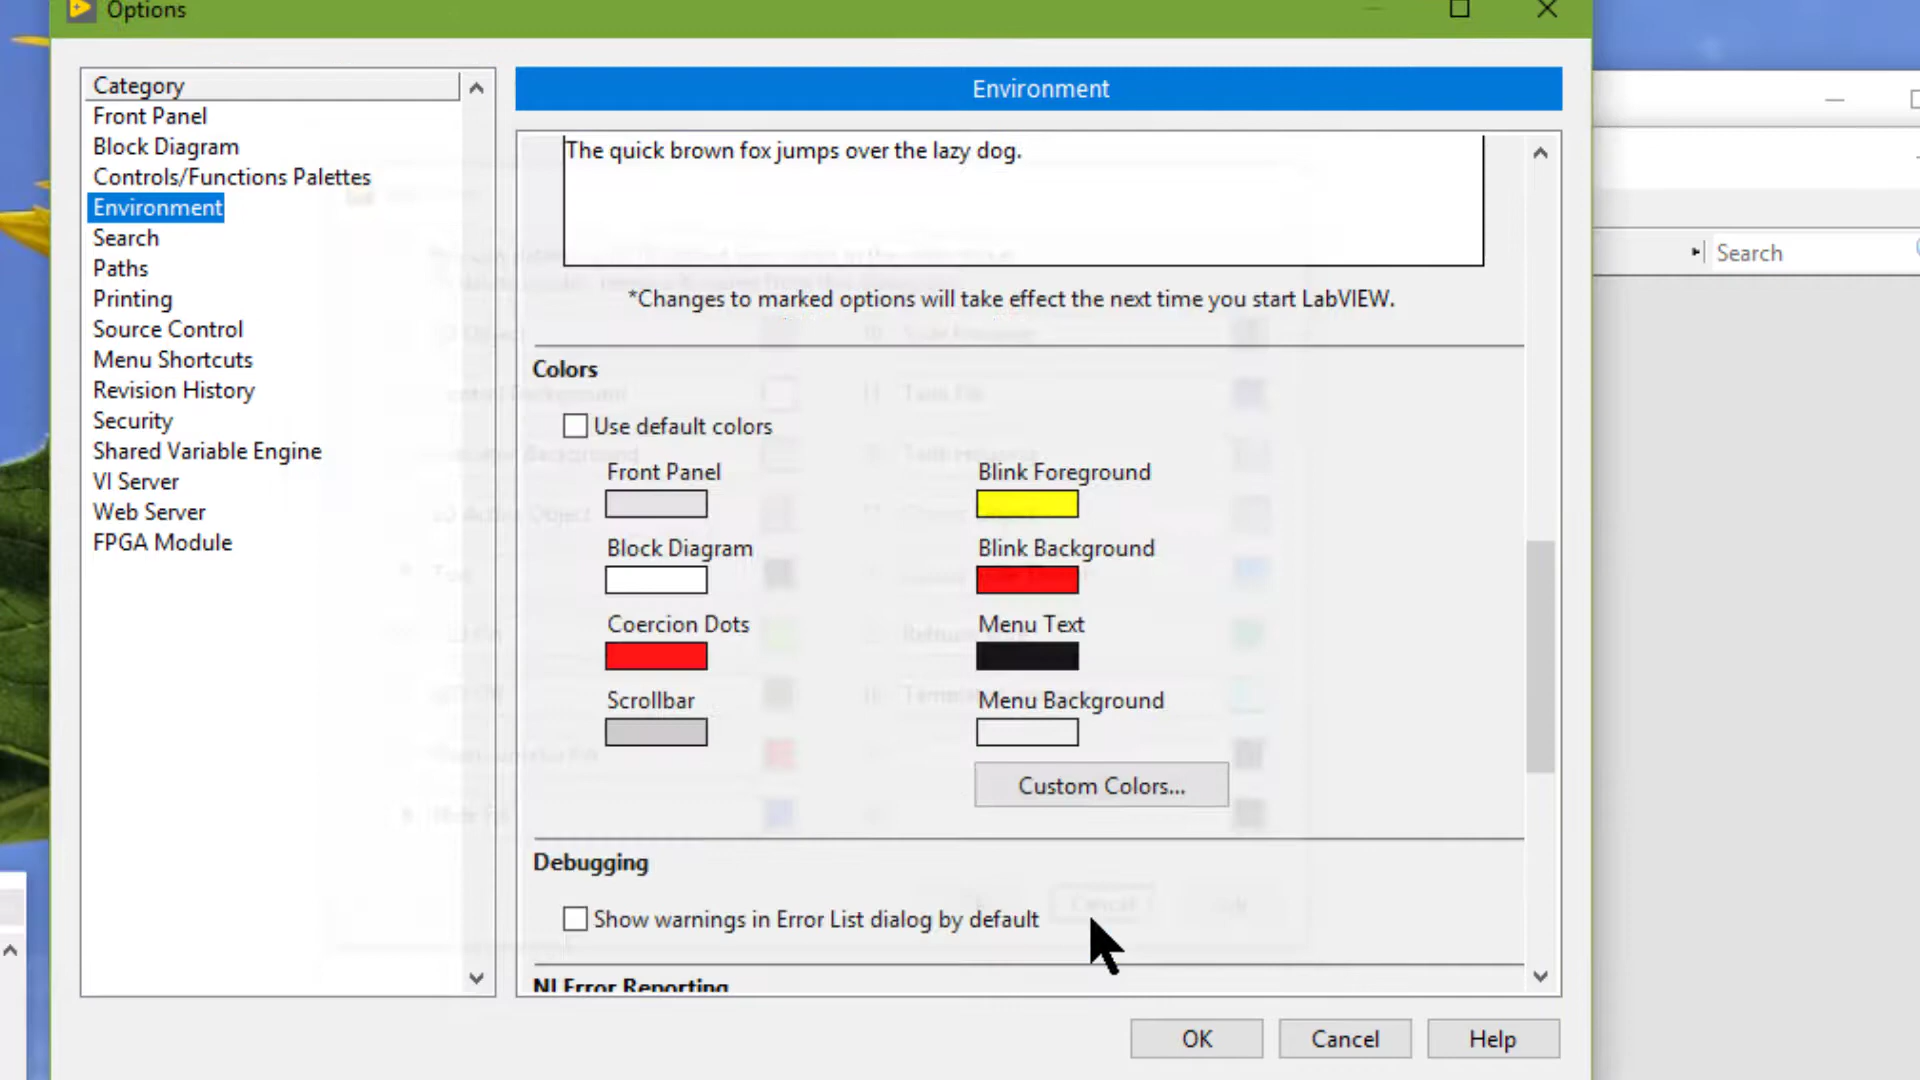 Options
Category
Front Panel
Block Diagram
Controls/Functions Palettes
Environment
Search
Paths
Printing
Source Control
Menu Shortcuts
Revision History
Security
Shared Variable Engine
VI Server
Web Server
FPGA Module
Environment
The quick brown fox jumps over the lazy dog.
*Changes to marked options will take effect the next time you start LabVIEW.
Colors
Use default colors
Front Panel
Blink Foreground
Block Diagram
Blink Background
Coercion Dots
Menu Text
Scrollbar
Menu Background
Custom Colors...
Debugging
Show warnings in Error List dialog by default
NI Error Reporting
OK
Cancel
Help
Search